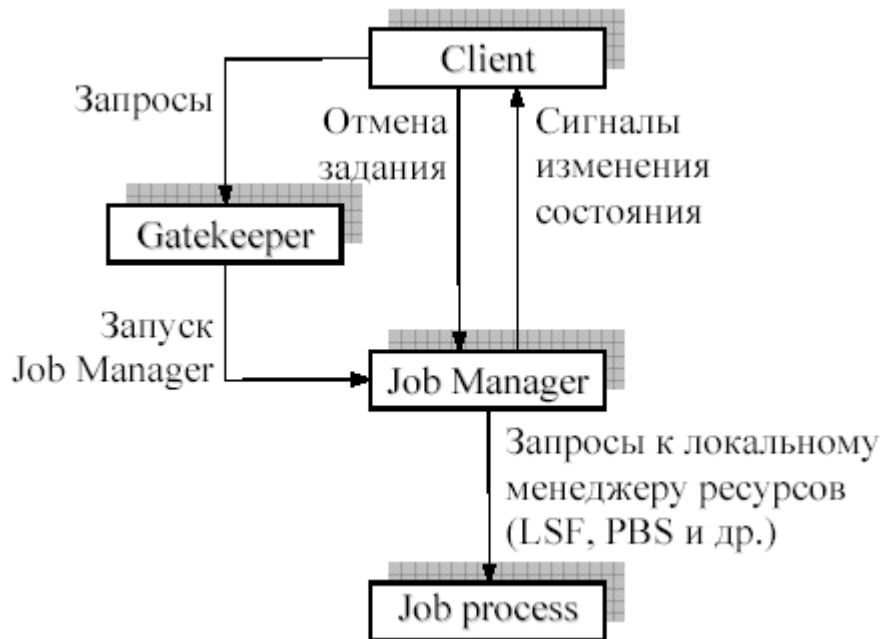 Client
Запросы
Отмена
задания
Сигналы
изменения
состояния
Gatekeeper
Запуск
Job Manager
Job Manager
Запросы к локальному
менеджеру ресурсов
(LSF, PBS и др.)
Job process